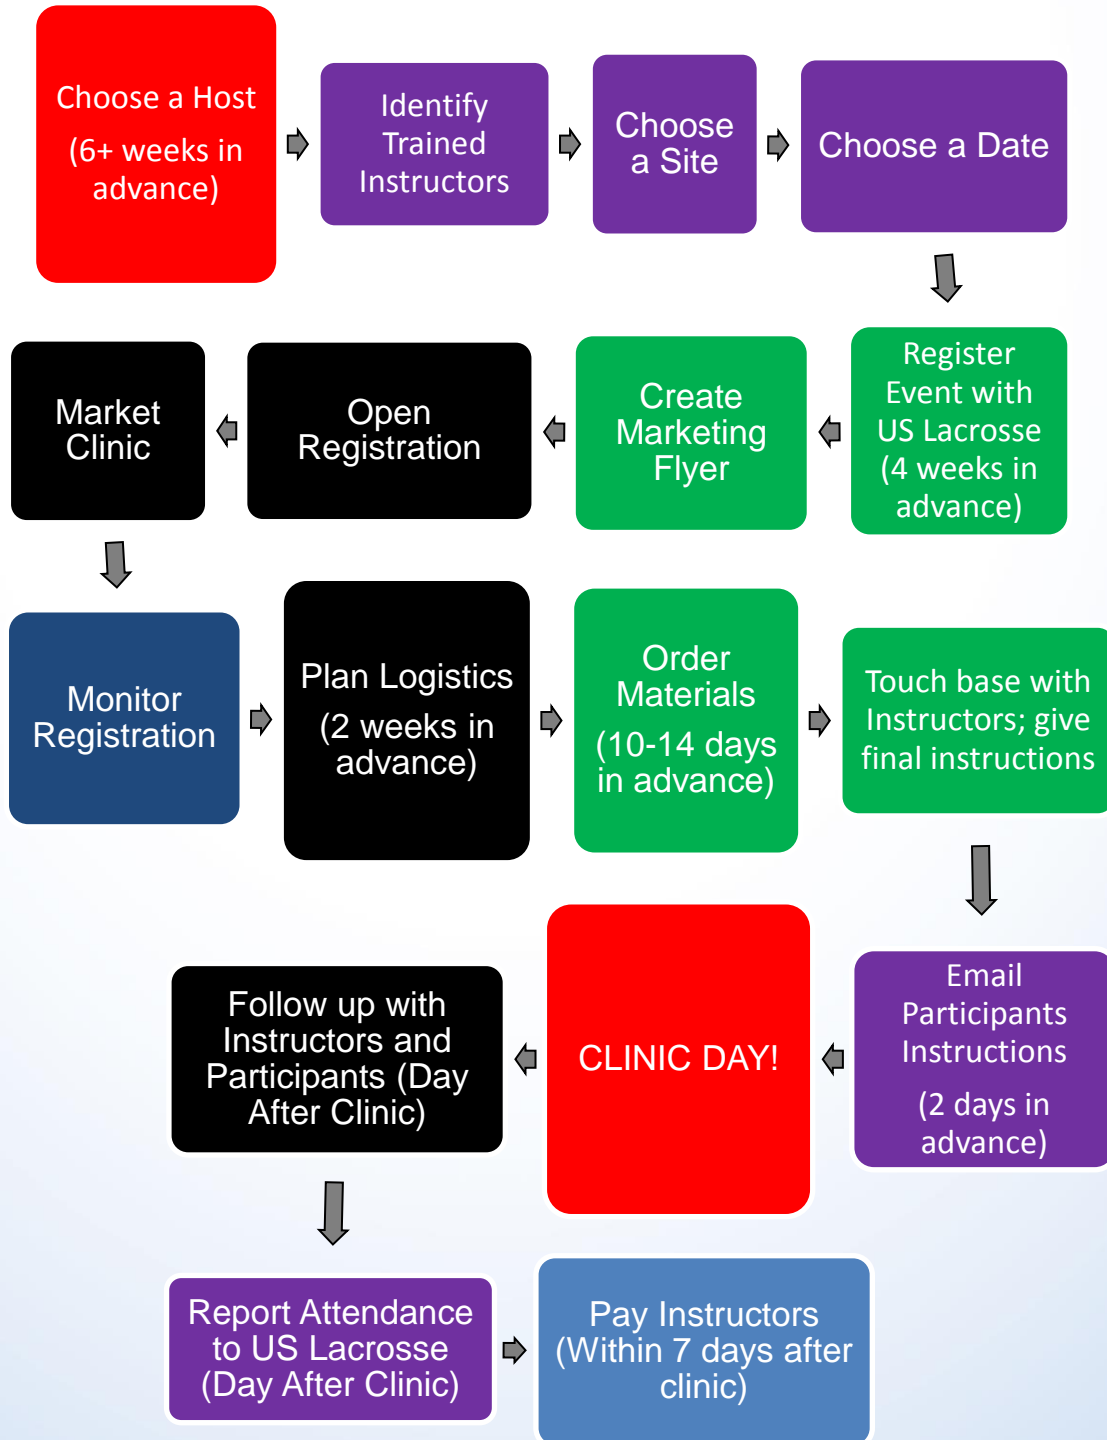 Choose a Host
(6+ weeks in
advance)
Identify
Trained
Instructors
Choose
a Site
Choose a Date
Register
Event with
US Lacrosse
(4 weeks in
advance)
Create
Marketing
Flyer
Open
Registration
Market
Clinic
Monitor
Registration
Plan Logistics
(2 weeks in
advance)
Order
Materials
(10-14 days
in advance)
Touch base with
Instructors; give
final instructions
Email
Participants
Instructions
(2 days in
advance)
CLINIC DAY!
Follow up with
Instructors and
Participants (Day
After Clinic)
Report Attendance
to US Lacrosse
(Day After Clinic)
Pay Instructors
(Within 7 days after
clinic)